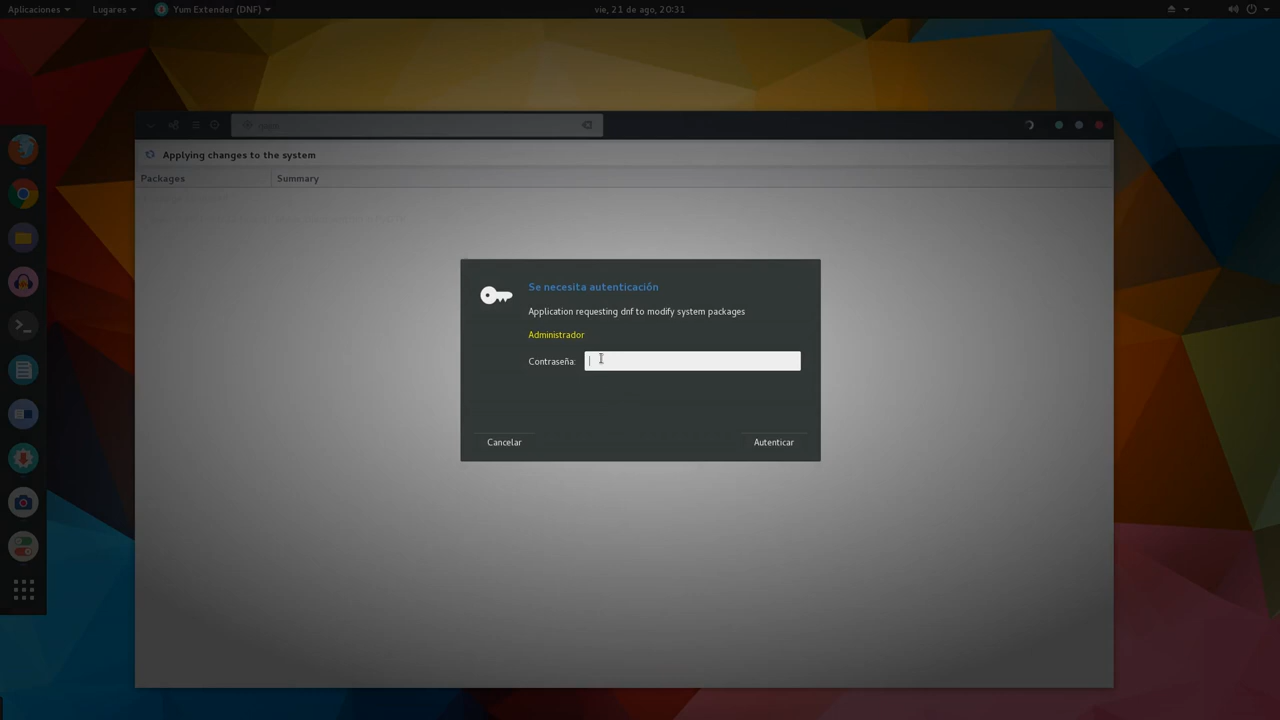 Aplicaciones
Lugares
Yum Extender (DNF)
vie, 21 de ago, 20:31
Applying changes to the system
Packages
Summary
Se necesita autenticación
Application requesting dnf to modify system packages
Administrador
Contraseña:
Cancelar
Autenticar